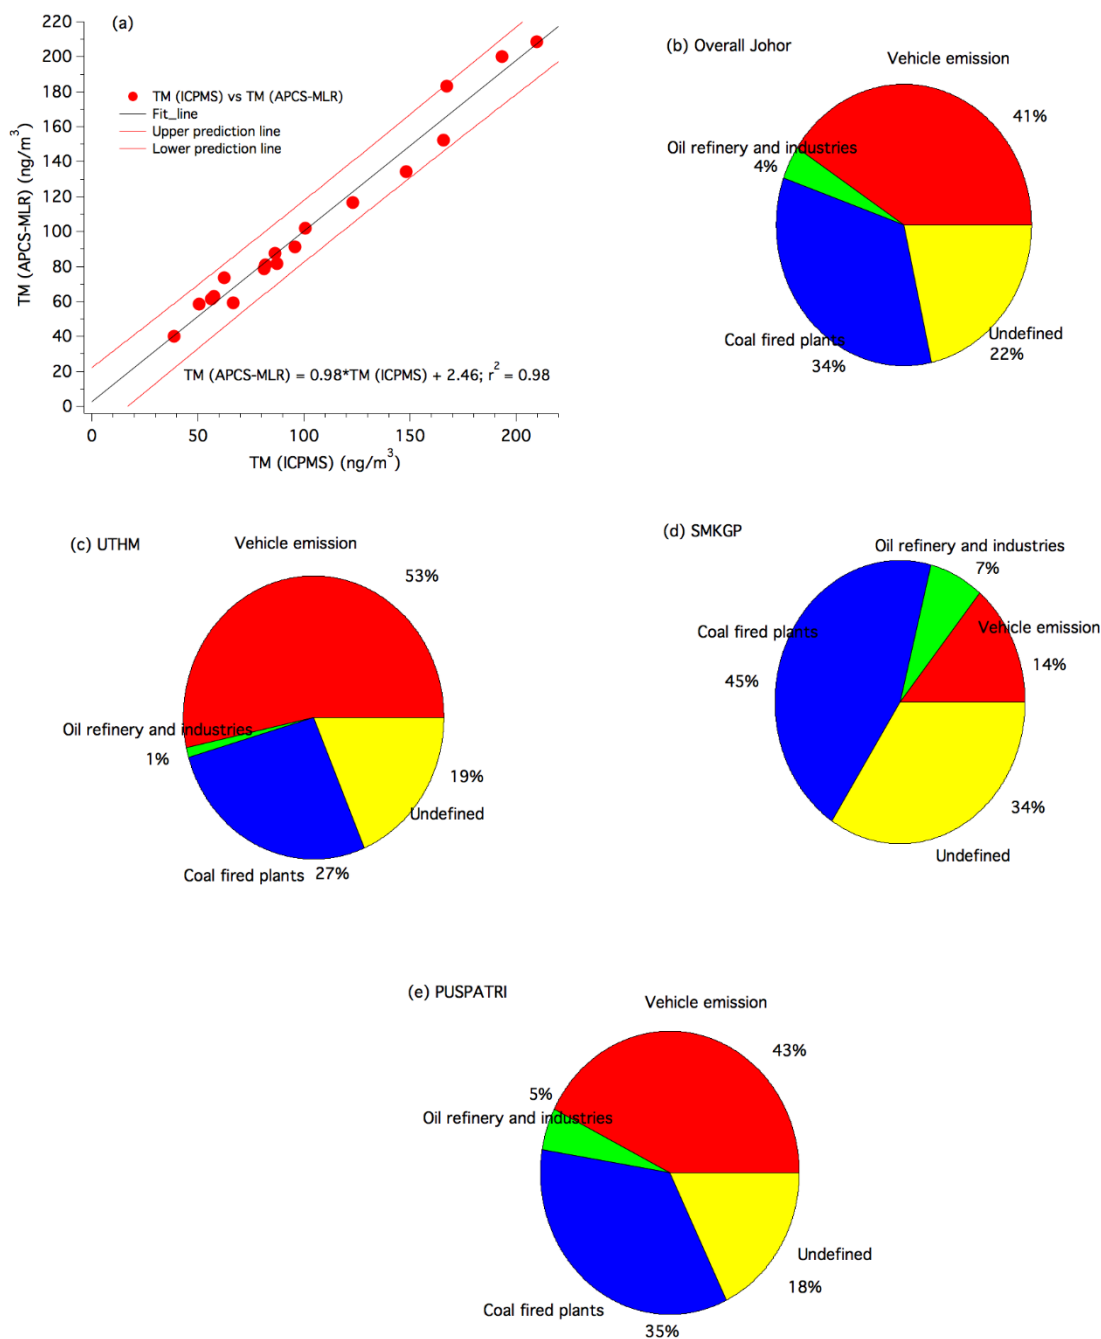 (a)
220
200
180
160
140
120
100
80
60
40
20
0
TM (APCS-MLR) (ng/m³)
TM (ICPMS) vs TM (APCS-MLR)
Fit_line
Upper prediction line
Lower prediction line
TM (APCS-MLR) = 0.98*TM (ICPMS) + 2.46; r² = 0.98
0 50 100 150 200
TM (ICPMS) (ng/m³)
(b) Overall Johor
Vehicle emission
41%
Oil refinery and industries
4%
Coal fired plants
34%
Undefined
22%
(c) UTHM
Vehicle emission
53%
Oil refinery and industries
1%
19%
Undefined
Coal fired plants 27%
(d) SMKGP
Oil refinery and industries
7%
Coal fired plants
Vehicle emission
14%
45%
34%
Undefined
(e) PUSPATRI
Vehicle emission
43%
5%
Oil refinery and industries
Undefined
18%
Coal fired plants
35%